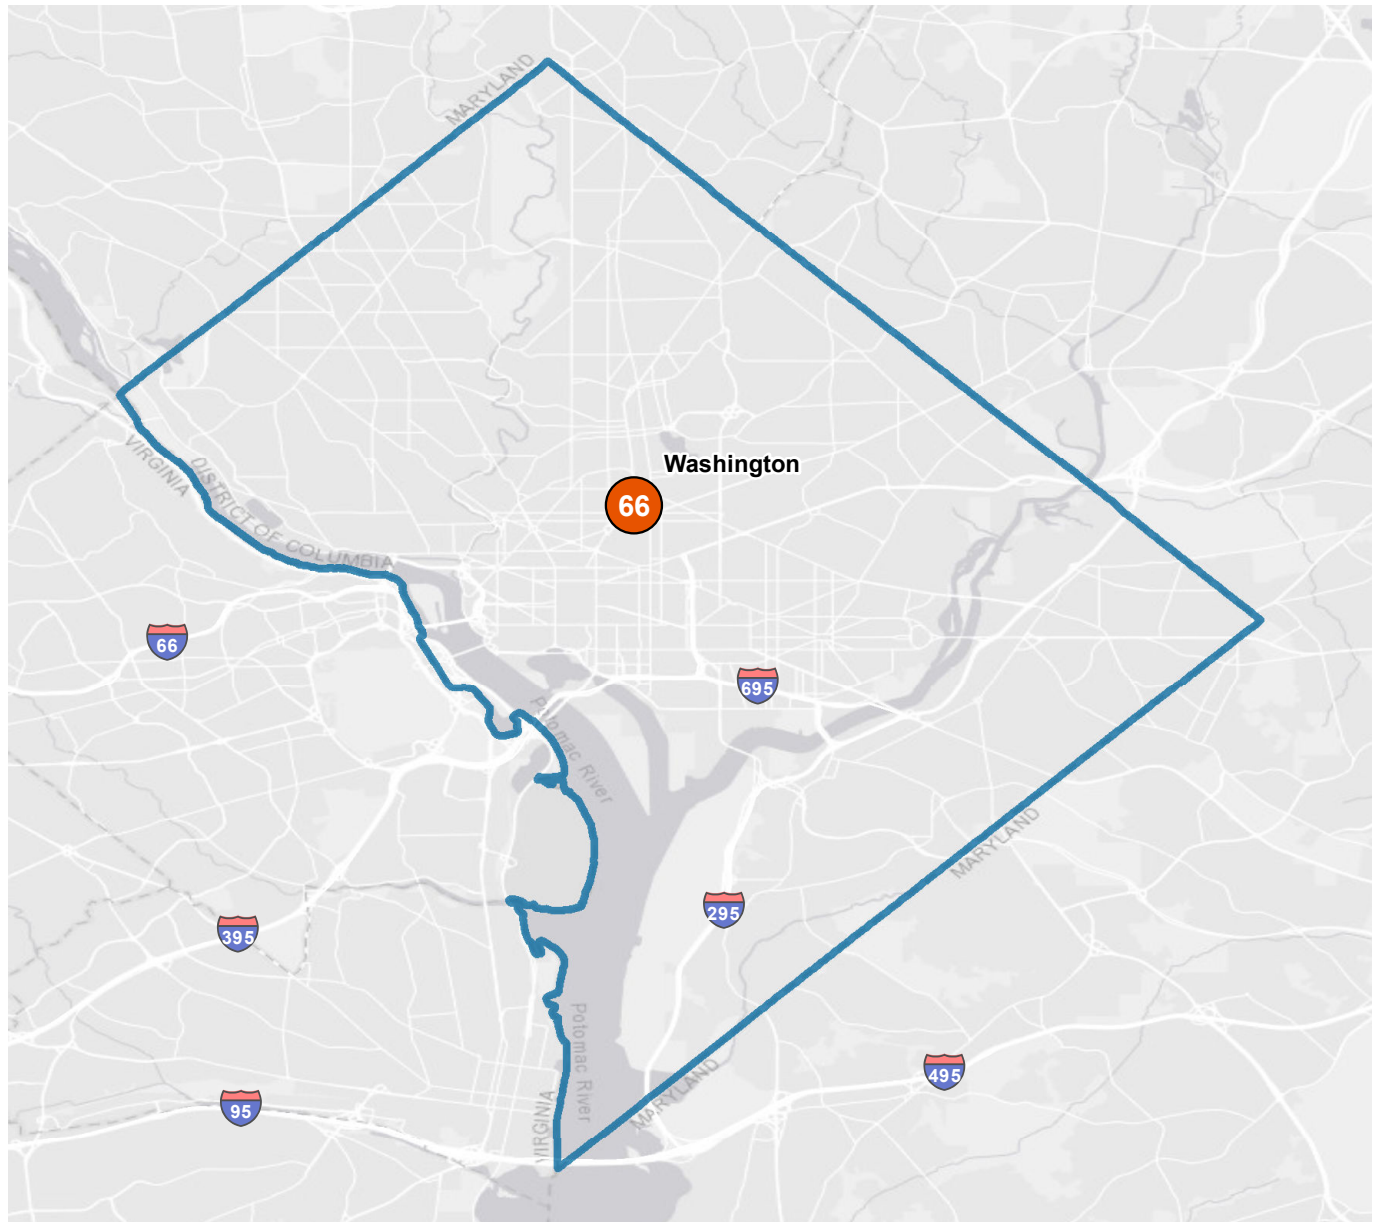 MARYLAND
Washington
66
VIRGINIA
DISTRICT OF COLUMBIA
66
695
Potomac River
MARYLAND
295
395
Potomac River
495
MARYLAND
95
VIRGINIA